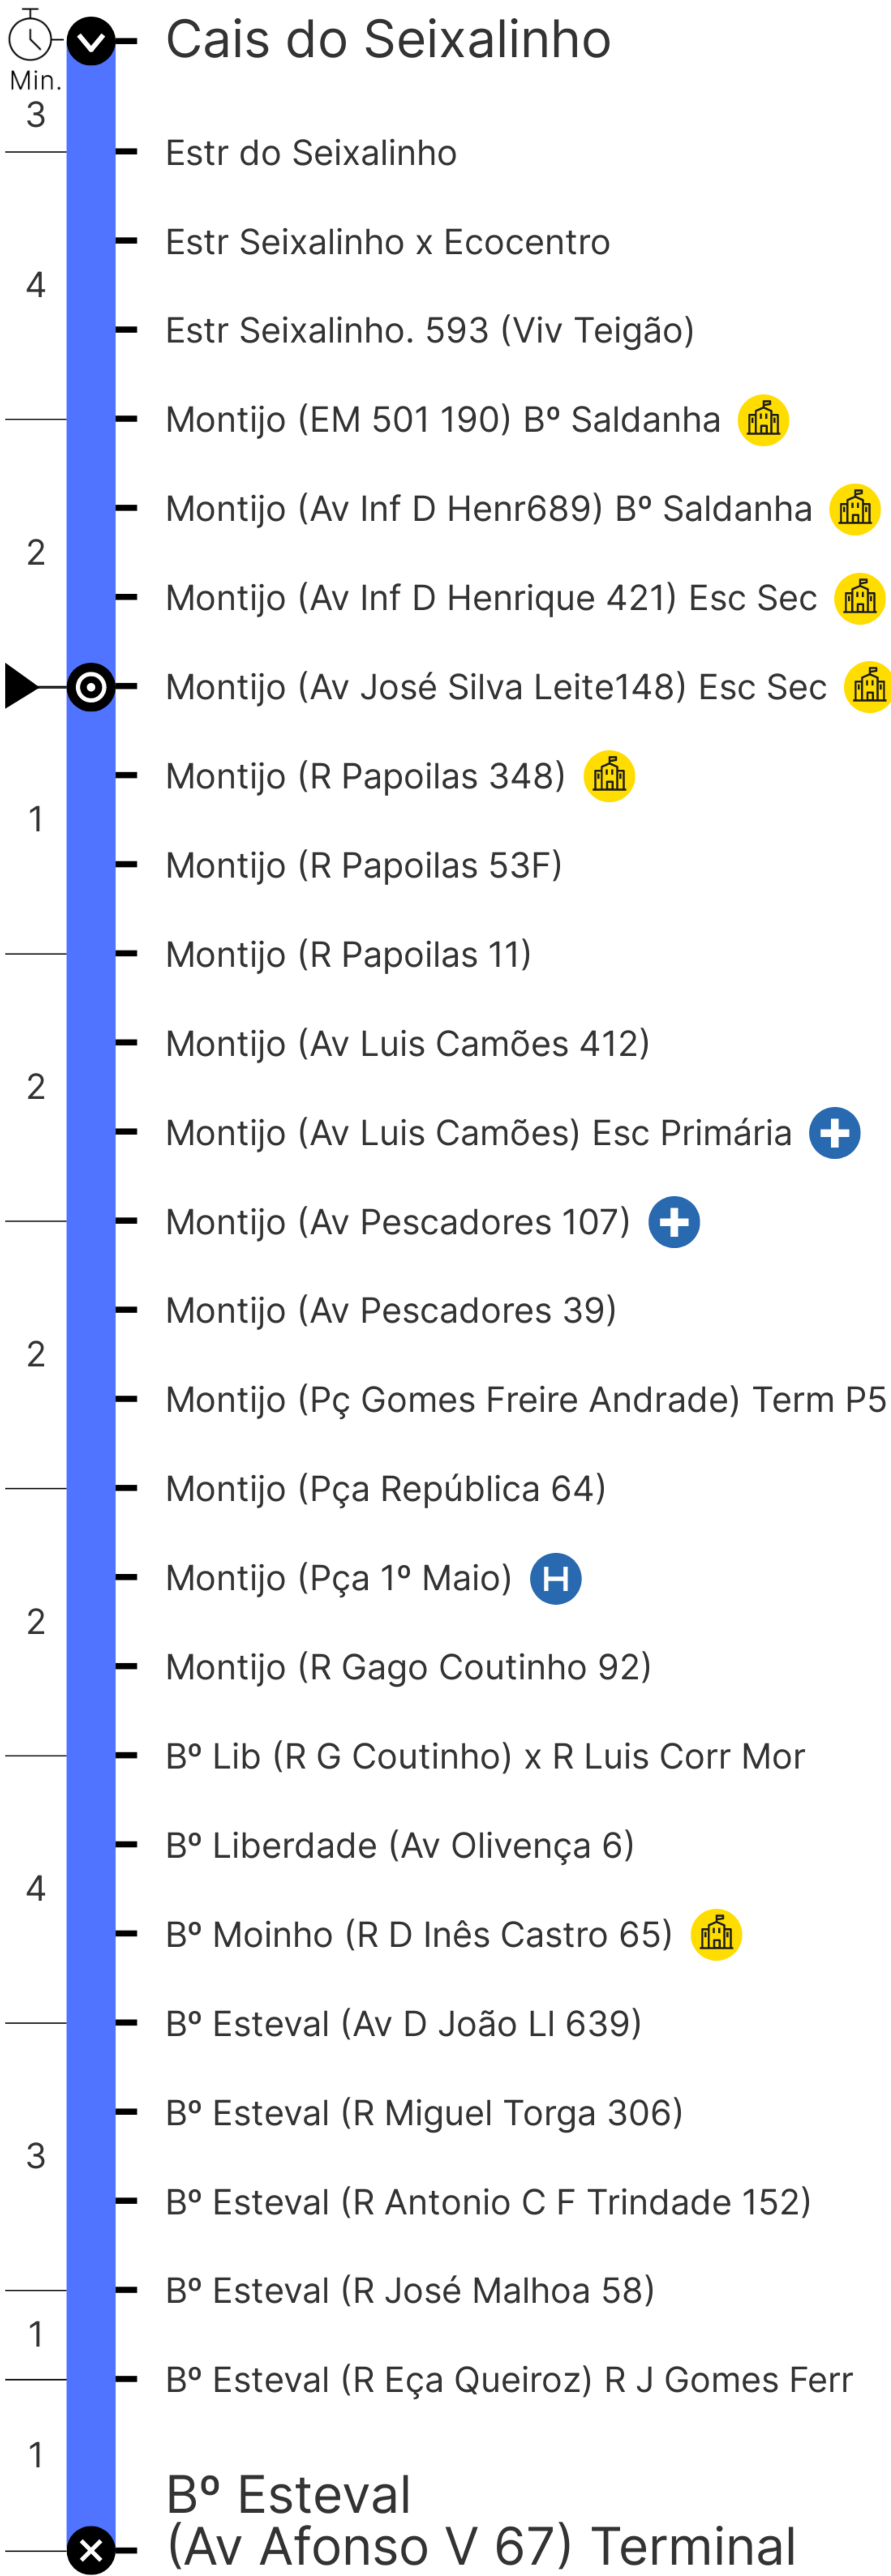 Cais do Seixalinho
Min.
3
Estr do Seixalinho
Estr Seixalinho x Ecocentro
4
Estr Seixalinho. 593 (Viv Teigão)
Montijo (EM 501 190) Bº Saldanha
Montijo (Av Inf D Henr689) Bº Saldanha
2
Montijo (Av Inf D Henrique 421) Esc Sec
Montijo (Av José Silva Leite148) Esc Sec
Montijo (R Papoilas 348)
1
Montijo (R Papoilas 53F)
Montijo (R Papoilas 11)
Montijo (Av Luis Camões 412)
2
Montijo (Av Luis Camões) Esc Primária
Montijo (Av Pescadores 107)
Montijo (Av Pescadores 39)
2
Montijo (Pç Gomes Freire Andrade) Term P5
Montijo (Pça República 64)
Montijo (Pça 1º Maio) H
2
Montijo (R Gago Coutinho 92)
Bº Lib (R G Coutinho) x R Luis Corr Mor
Bº Liberdade (Av Olivença 6)
4
Bº Moinho (R D Inês Castro 65)
Bº Esteval (Av D João LI 639)
Bº Esteval (R Miguel Torga 306)
3
Bº Esteval (R Antonio C F Trindade 152)
Bº Esteval (R José Malhoa 58)
1
Bº Esteval (R Eça Queiroz) R J Gomes Ferr
1
Bº Esteval
(Av Afonso V 67) Terminal